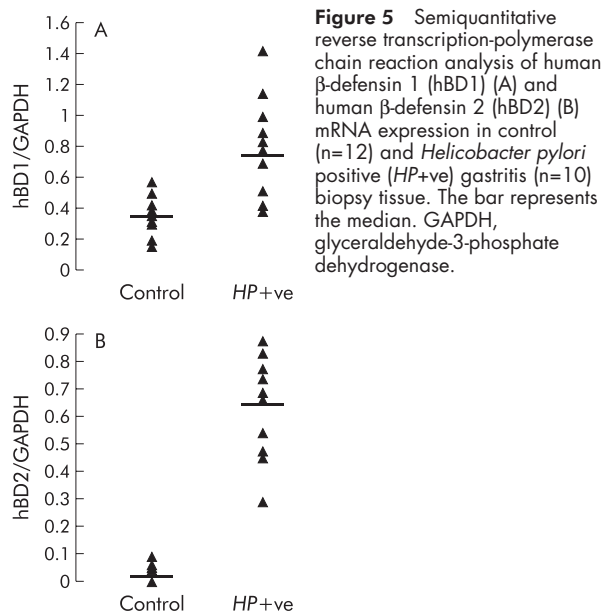 A
1.6
1.4
1.2
1
0.8
0.6
0.4
0.2
0
hBD1/GAPDH
Control
HP+ve
B
0.9
0.8
0.7
0.6
0.5
0.4
0.3
0.2
0.1
0
hBD2/GAPDH
Control
HP+ve
Figure 5 Semiquantitative
reverse transcription-polymerase
chain reaction analysis of human
β-defensin 1 (hBD1) (A) and
human β-defensin 2 (hBD2) (B)
mRNA expression in control
(n=12) and Helicobacter pylori
positive (HP+ve) gastritis (n=10)
biopsy tissue. The bar represents
the median. GAPDH,
glyceraldehyde-3-phosphate
dehydrogenase.